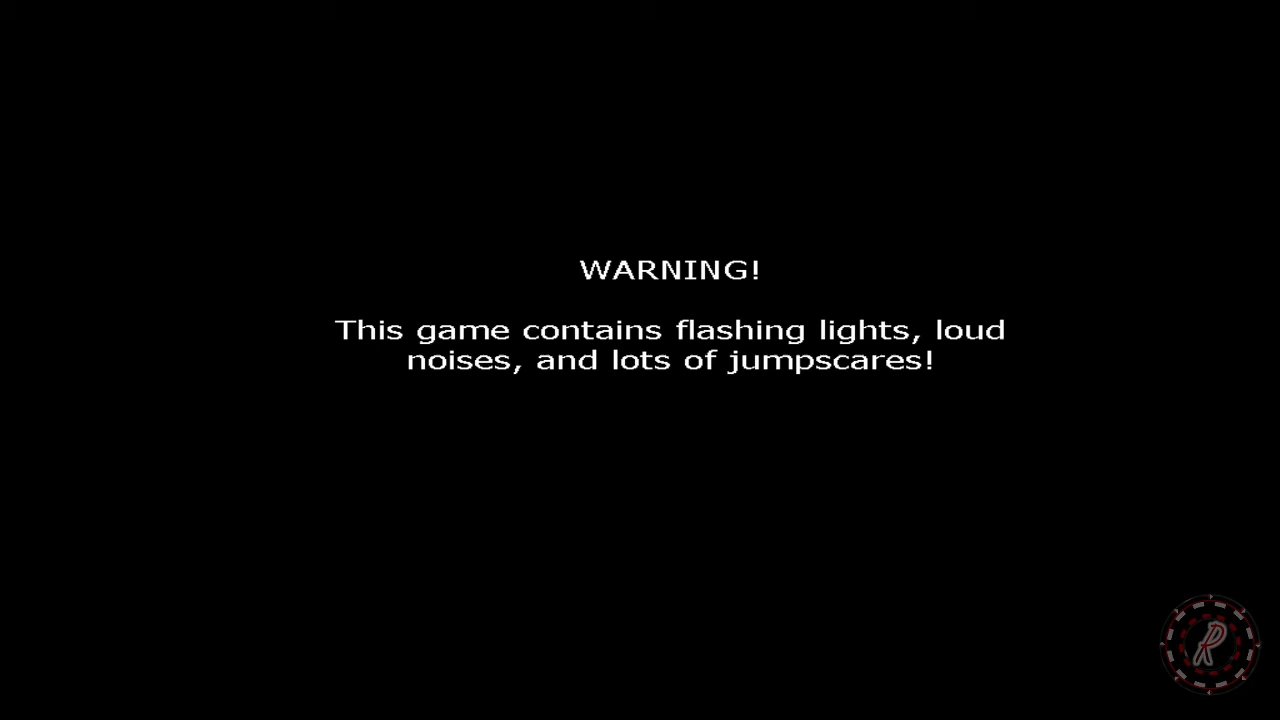 WARNING!
This game contains flashing lights, loud
noises, and lots of jumpscares!
R